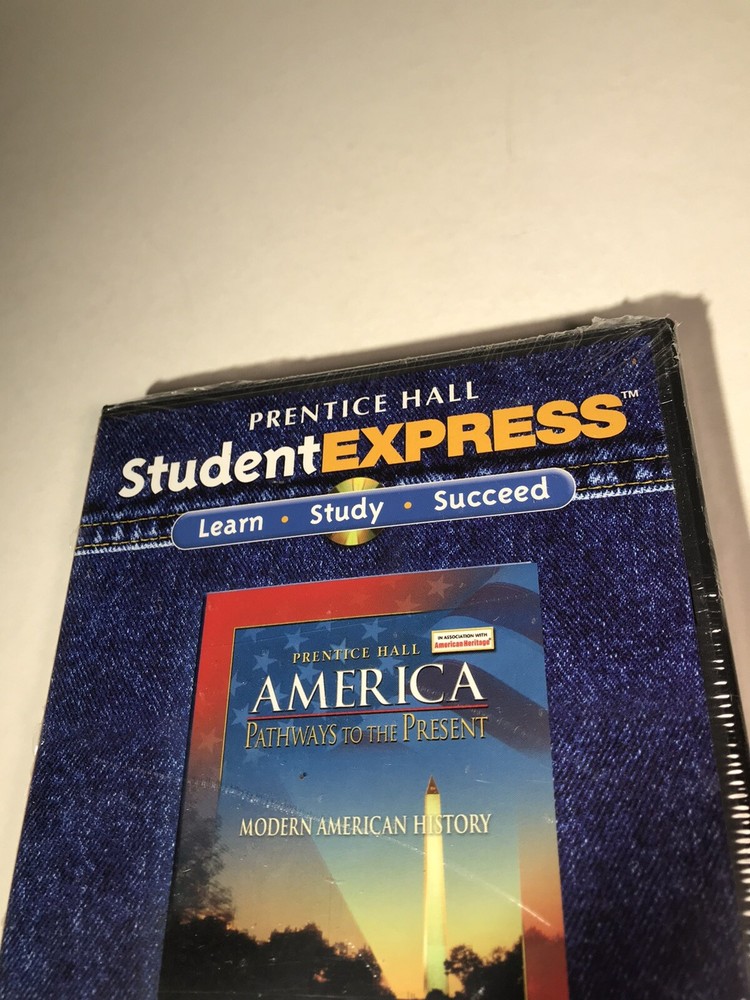 PRENTICE HALL
StudentEXPRESS™
Learn • Study • Succeed
PRENTICE HALL
IN ASSOCIATION WITH
American Heritage®
AMERICA
PATHWAYS TO THE PRESENT
MODERN AMERICAN HISTORY